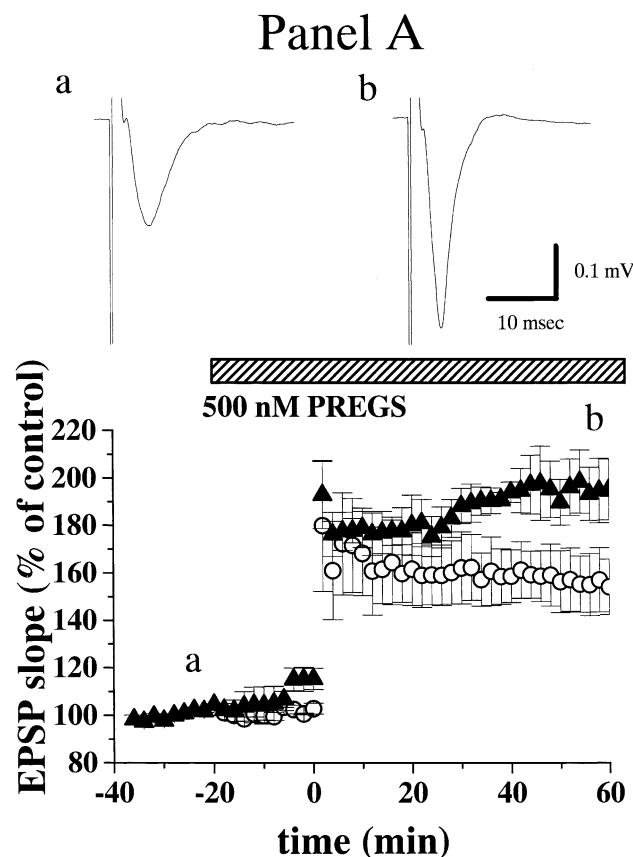 Panel A
a
b
0.1 mV
10 msec
500 nM PREGS
b
EPSP slope (% of control)
220
200
180
160
140
120
100
80
a
-40
-20
0
20
40
60
time (min)